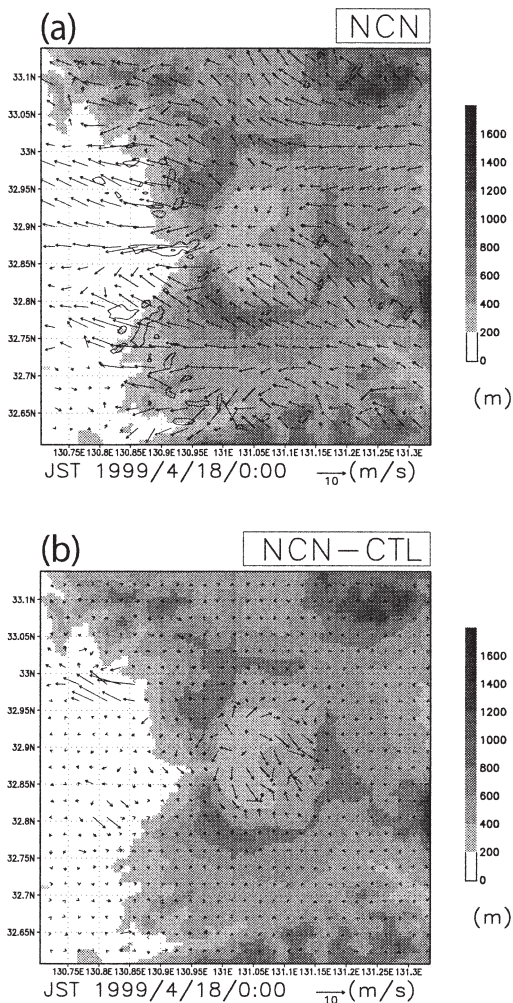 (a) NCN
33.1N
33.05N
33N
32.95N
32.9N
32.85N
32.8N
32.75N
32.7N
32.65N
130.75E 130.8E 130.85E 130.9E 130.95E 131E 131.05E 131.1E 131.15E 131.2E 131.25E 131.3E
JST 1999/4/18/0:00 10 (m/s)
1600
1400
1200
1000
800
600
400
200
0
(m)
(b) NCN-CTL
33.1N
33.05N
33N
32.95N
32.9N
32.85N
32.8N
32.75N
32.7N
32.65N
130.75E 130.8E 130.85E 130.9E 130.95E 131E 131.05E 131.1E 131.15E 131.2E 131.25E 131.3E
JST 1999/4/18/0:00 10 (m/s)
1600
1400
1200
1000
800
600
400
200
0
(m)